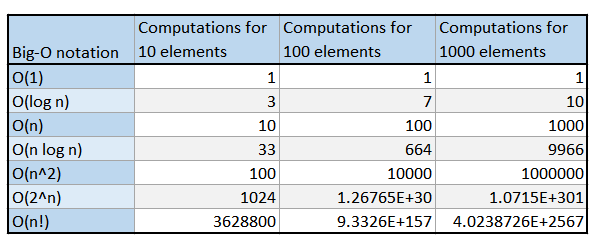 Big-O notation Computations for 10 elements Computations for 100 elements Computations for 1000 elements
O(1) 1 1 1
O(log n) 3 7 10
O(n) 10 100 1000
O(n log n) 33 664 9966
O(n^2) 100 10000 1000000
O(2^n) 1024 1.26765E+30 1.0715E+301
O(n!) 3628800 9.3326E+157 4.0238726E+2567